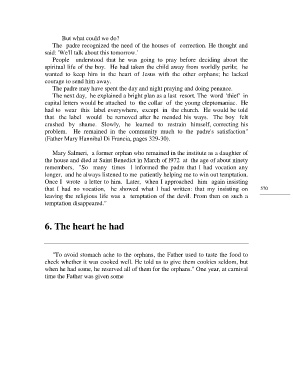 But what could we do?
The padre recognized the need of the houses of correction. He thought and
said: 'We'll talk about this tomorrow.'
People understood that he was going to pray before deciding about the
spiritual life of the boy. He had taken the child away from worldly perils: he
wanted to keep him in the heart of Jesus with the other orphans; he lacked
courage to send him away.
The padre may have spent the day and night praying and doing penance.
'The next day, he explained a bright plan as a last resort. The word "thief" in
capital letters would be attached to the collar of the young cleptomaniac. He
had to wear this label everywhere, except in the church. He would be told
that the label would be removed after he mended his ways. The boy felt
crushed by shame. Slowly, he learned to restrain himself, correcting his
problem. He remained in the community much to the padre's satisfaction"
(Father Mary Hannibal Di Francia, pages 329-30).
Mary Salmeri, a former orphan who remained in the institute as a daughter of
the house and died at Saint Benedict in March of l972 at the age of about ninety
remembers, "So many times I informed the padre that I had vocation any
longer, and he always listened to me patiently helping me to win out temptation.
Once I wrote a letter to him. Later, when I approached him again insisting
that I had no vocation, he showed what I had written: that my insisting on
leaving the religious life was a temptation of the devil. From then on such a
temptation disappeared."
6. The heart he had
"To avoid stomach ache to the orphans, the Father used to taste the food to
check whether it was cooked well. He told us to give them cookies seldom, but
when he had some, he reserved all of them for the orphans." One year, at carnival
time the Father was given some